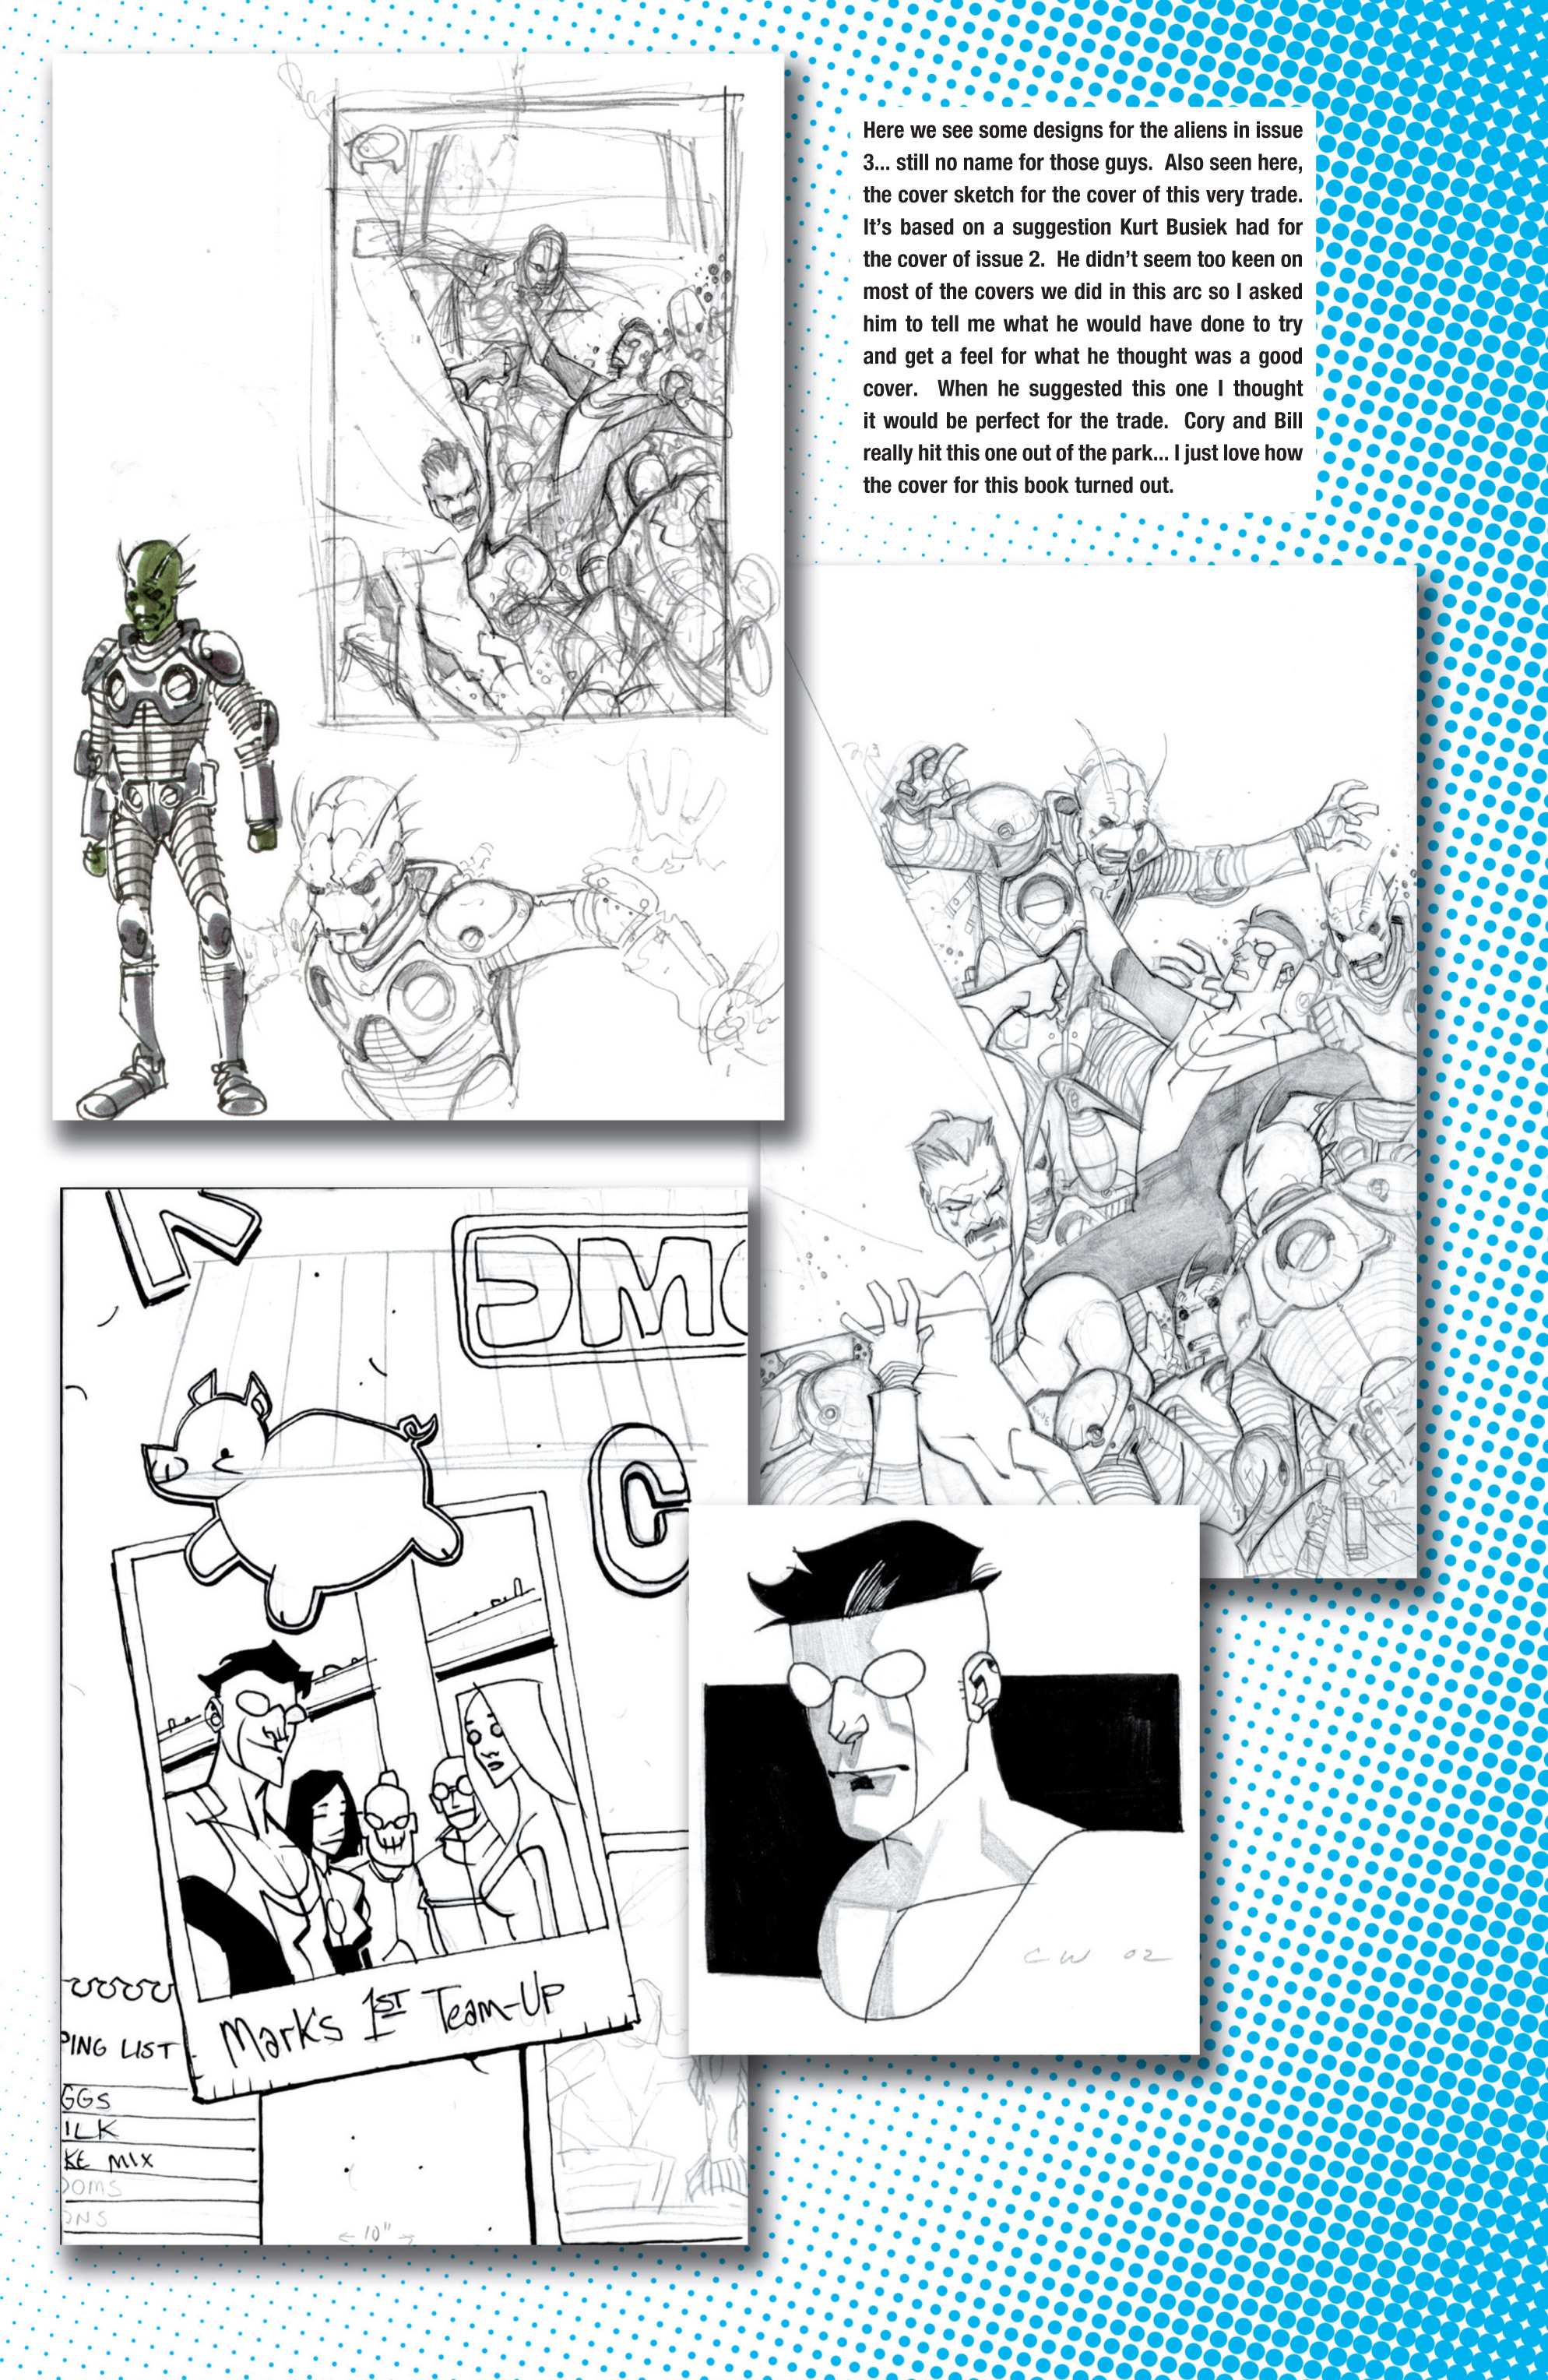 Here we see some designs for the aliens in issue
3... still no name for those guys.  Also seen here,
the cover sketch for the cover of this very trade.
It's based on a suggestion Kurt Busiek had for
the cover of issue 2.  He didn't seem too keen on
most of the covers we did in this arc so I asked
him to tell me what he would have done to try
and get a feel for what he thought was a good
cover.  When he suggested this one I thought
it would be perfect for the trade.  Cory and Bill
really hit this one out of the park... I just love how
the cover for this book turned out.
C
Mark's 1ST Team-Up
PING LIST
GGS
ILK
KE MIX
OOMS
ONS
10"
CW 02